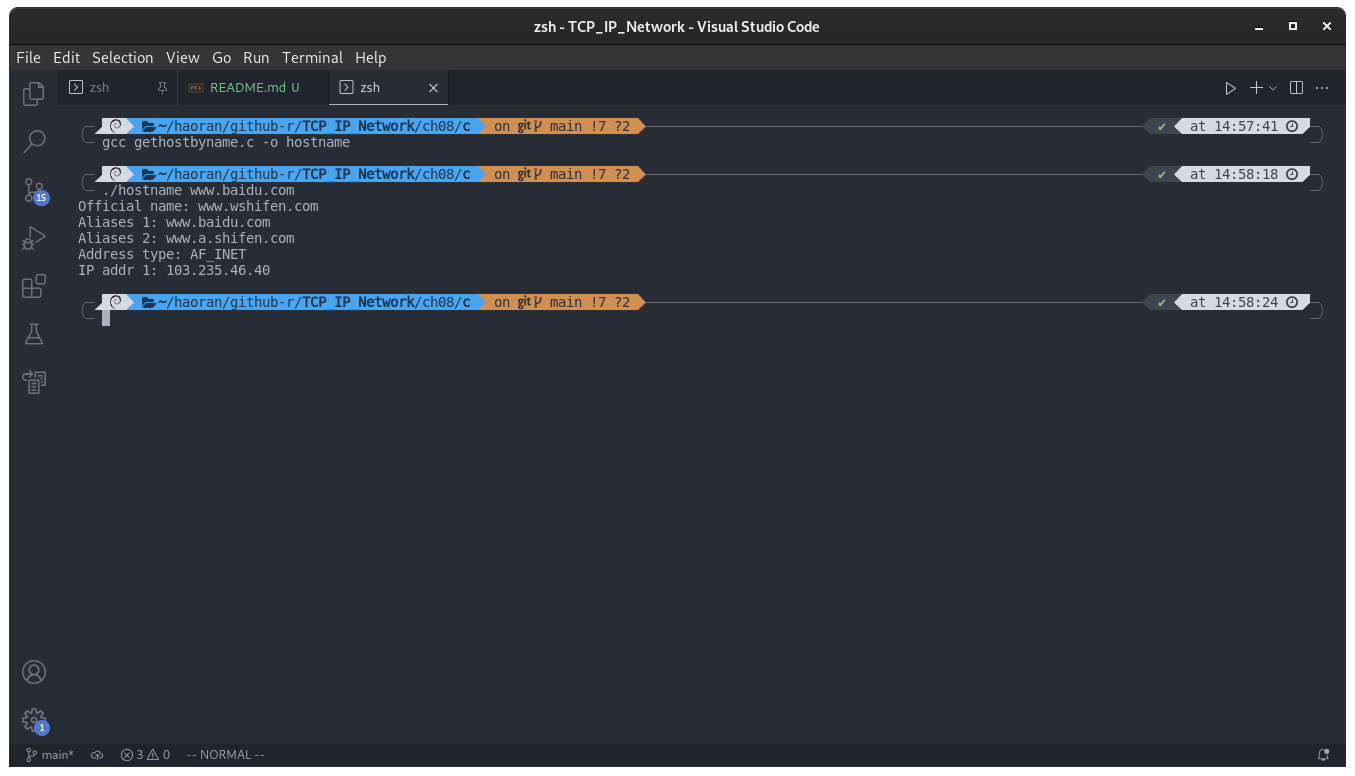 zsh - TCP_IP_Network - Visual Studio Code
File Edit Selection View Go Run Terminal Help
zsh README.md U zsh
~/haoran/github-r/TCP_IP_Network/ch08/c on git main !7 ?2 ✔ at 14:57:41
gcc gethostbyname.c -o hostname
~/haoran/github-r/TCP_IP_Network/ch08/c on git main !7 ?2 ✔ at 14:58:18
./hostname www.baidu.com
Official name: www.wshifen.com
Aliases 1: www.baidu.com
Aliases 2: www.a.shifen.com
Address type: AF_INET
IP addr 1: 103.235.46.40
~/haoran/github-r/TCP_IP_Network/ch08/c on git main !7 ?2 ✔ at 14:58:24
15
1
main* 3 0 -- NORMAL --